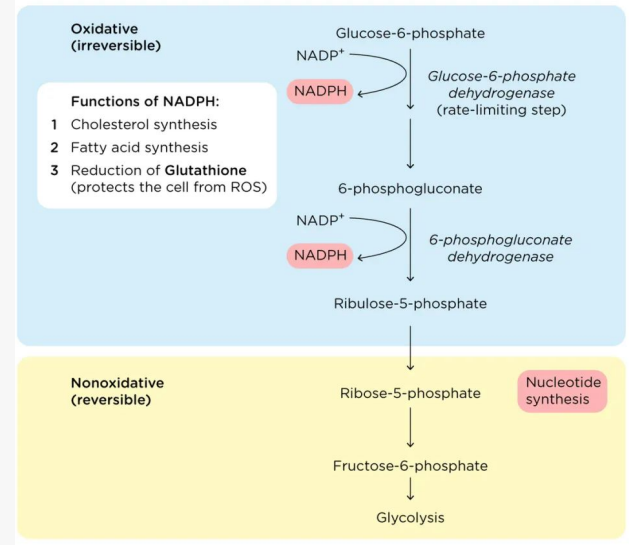 Oxidative
(irreversible)
Functions of NADPH:
1 Cholesterol synthesis
2 Fatty acid synthesis
3 Reduction of Glutathione
(protects the cell from ROS)
Glucose-6-phosphate
NADP⁺
NADPH
Glucose-6-phosphate
dehydrogenase
(rate-limiting step)
6-phosphogluconate
NADP⁺
NADPH
6-phosphogluconate
dehydrogenase
Ribulose-5-phosphate
Nonoxidative
(reversible)
Ribose-5-phosphate
Nucleotide
synthesis
Fructose-6-phosphate
Glycolysis